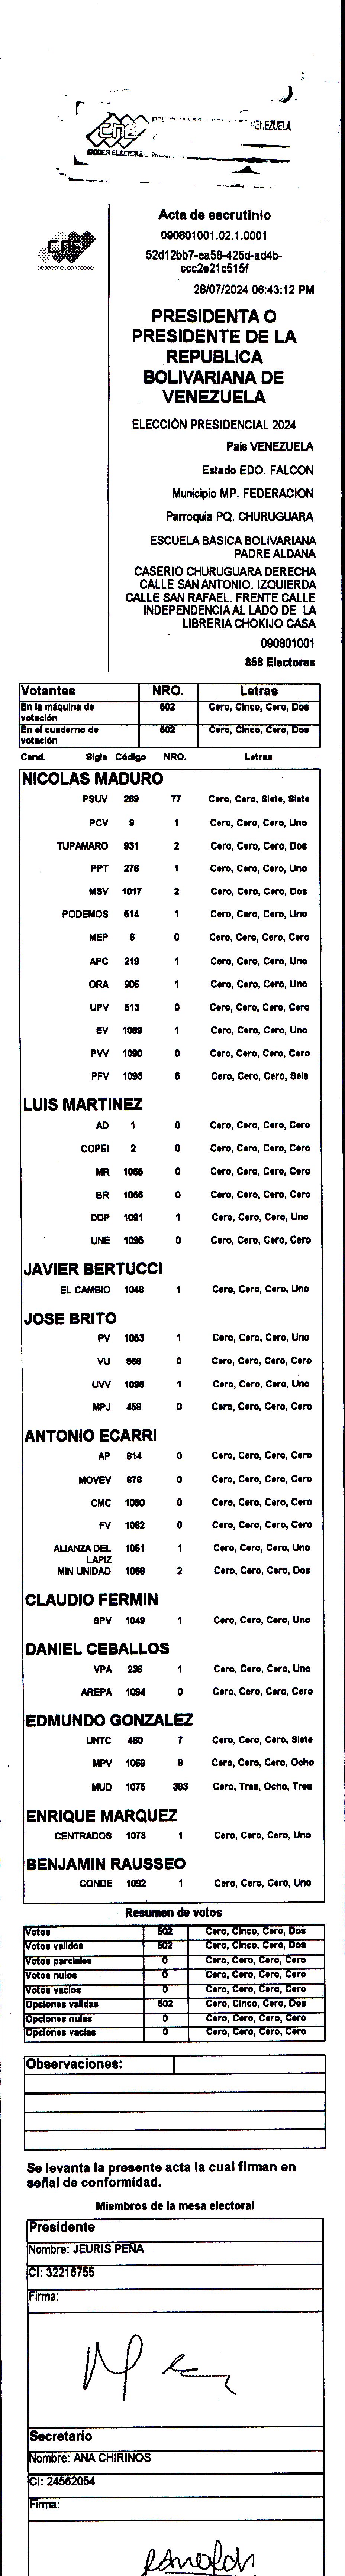 CNE
PODER ELECTORAL
VENEZUELA
CNE
Acta de escrutinio
090801001.02.1.0001
52d12bb7-ea58-425d-ad4b-
ccc2e21c515f
28/07/2024 06:43:12 PM
PRESIDENTA O
PRESIDENTE DE LA
REPUBLICA
BOLIVARIANA DE
VENEZUELA
ELECCIÓN PRESIDENCIAL 2024
Pais VENEZUELA
Estado EDO. FALCON
Municipio MP. FEDERACION
Parroquia PQ. CHURUGUARA
ESCUELA BÁSICA BOLIVARIANA
PADRE ALDANA
CASERIO CHURUGUARA DERECHA
CALLE SAN ANTONIO. IZQUIERDA
CALLE SAN RAFAEL. FRENTE CALLE
INDEPENDENCIA AL LADO DE LA
LIBRERIA CHOKIJO CASA
090801001
858 Electores
Votantes NRO. Letras
En la máquina de votación 502 Cero, Cinco, Cero, Dos
En el cuaderno de votación 502 Cero, Cinco, Cero, Dos
Cand. Sigla Código NRO. Letras
NICOLAS MADURO
PSUV 269 77 Cero, Cero, Siete, Siete
PCV 9 1 Cero, Cero, Cero, Uno
TUPAMARO 931 2 Cero, Cero, Cero, Dos
PPT 276 1 Cero, Cero, Cero, Uno
MSV 1017 2 Cero, Cero, Cero, Dos
PODEMOS 514 1 Cero, Cero, Cero, Uno
MEP 6 0 Cero, Cero, Cero, Cero
APC 219 1 Cero, Cero, Cero, Uno
ORA 906 1 Cero, Cero, Cero, Uno
UPV 513 0 Cero, Cero, Cero, Cero
EV 1089 1 Cero, Cero, Cero, Uno
PVV 1090 0 Cero, Cero, Cero, Cero
PFV 1093 6 Cero, Cero, Cero, Seis
LUIS MARTINEZ
AD 1 0 Cero, Cero, Cero, Cero
COPEI 2 0 Cero, Cero, Cero, Cero
MR 1065 0 Cero, Cero, Cero, Cero
BR 1066 0 Cero, Cero, Cero, Cero
DDP 1091 1 Cero, Cero, Cero, Uno
UNE 1095 0 Cero, Cero, Cero, Cero
JAVIER BERTUCCI
EL CAMBIO 1048 1 Cero, Cero, Cero, Uno
JOSE BRITO
PV 1053 1 Cero, Cero, Cero, Uno
VU 969 0 Cero, Cero, Cero, Cero
UVV 1096 1 Cero, Cero, Cero, Uno
MPJ 458 0 Cero, Cero, Cero, Cero
ANTONIO ECARRI
AP 814 0 Cero, Cero, Cero, Cero
MOVEV 878 0 Cero, Cero, Cero, Cero
CMC 1050 0 Cero, Cero, Cero, Cero
FV 1062 0 Cero, Cero, Cero, Cero
ALIANZA DEL 1051 1 Cero, Cero, Cero, Uno
LAPIZ
MIN UNIDAD 1068 2 Cero, Cero, Cero, Dos
CLAUDIO FERMIN
SPV 1049 1 Cero, Cero, Cero, Uno
DANIEL CEBALLOS
VPA 236 1 Cero, Cero, Cero, Uno
AREPA 1094 0 Cero, Cero, Cero, Cero
EDMUNDO GONZALEZ
UNTC 460 7 Cero, Cero, Cero, Siete
MPV 1069 8 Cero, Cero, Cero, Ocho
MUD 1075 383 Cero, Tres, Ocho, Tres
ENRIQUE MARQUEZ
CENTRADOS 1073 1 Cero, Cero, Cero, Uno
BENJAMIN RAUSSEO
CONDE 1092 1 Cero, Cero, Cero, Uno
Resumen de votos
Votos 502 Cero, Cinco, Cero, Dos
Votos validos 502 Cero, Cinco, Cero, Dos
Votos parciales 0 Cero, Cero, Cero, Cero
Votos nulos 0 Cero, Cero, Cero, Cero
Votos vacios 0 Cero, Cero, Cero, Cero
Opciones validas 502 Cero, Cinco, Cero, Dos
Opciones nulas 0 Cero, Cero, Cero, Cero
Opciones vacias 0 Cero, Cero, Cero, Cero
Observaciones:
Se levanta la presente acta la cual firman en
señal de conformidad.
Miembros de la mesa electoral
Presidente
Nombre: JEURIS PEÑA
CI: 32216755
Firma:
Secretario
Nombre: ANA CHIRINOS
CI: 24562054
Firma: